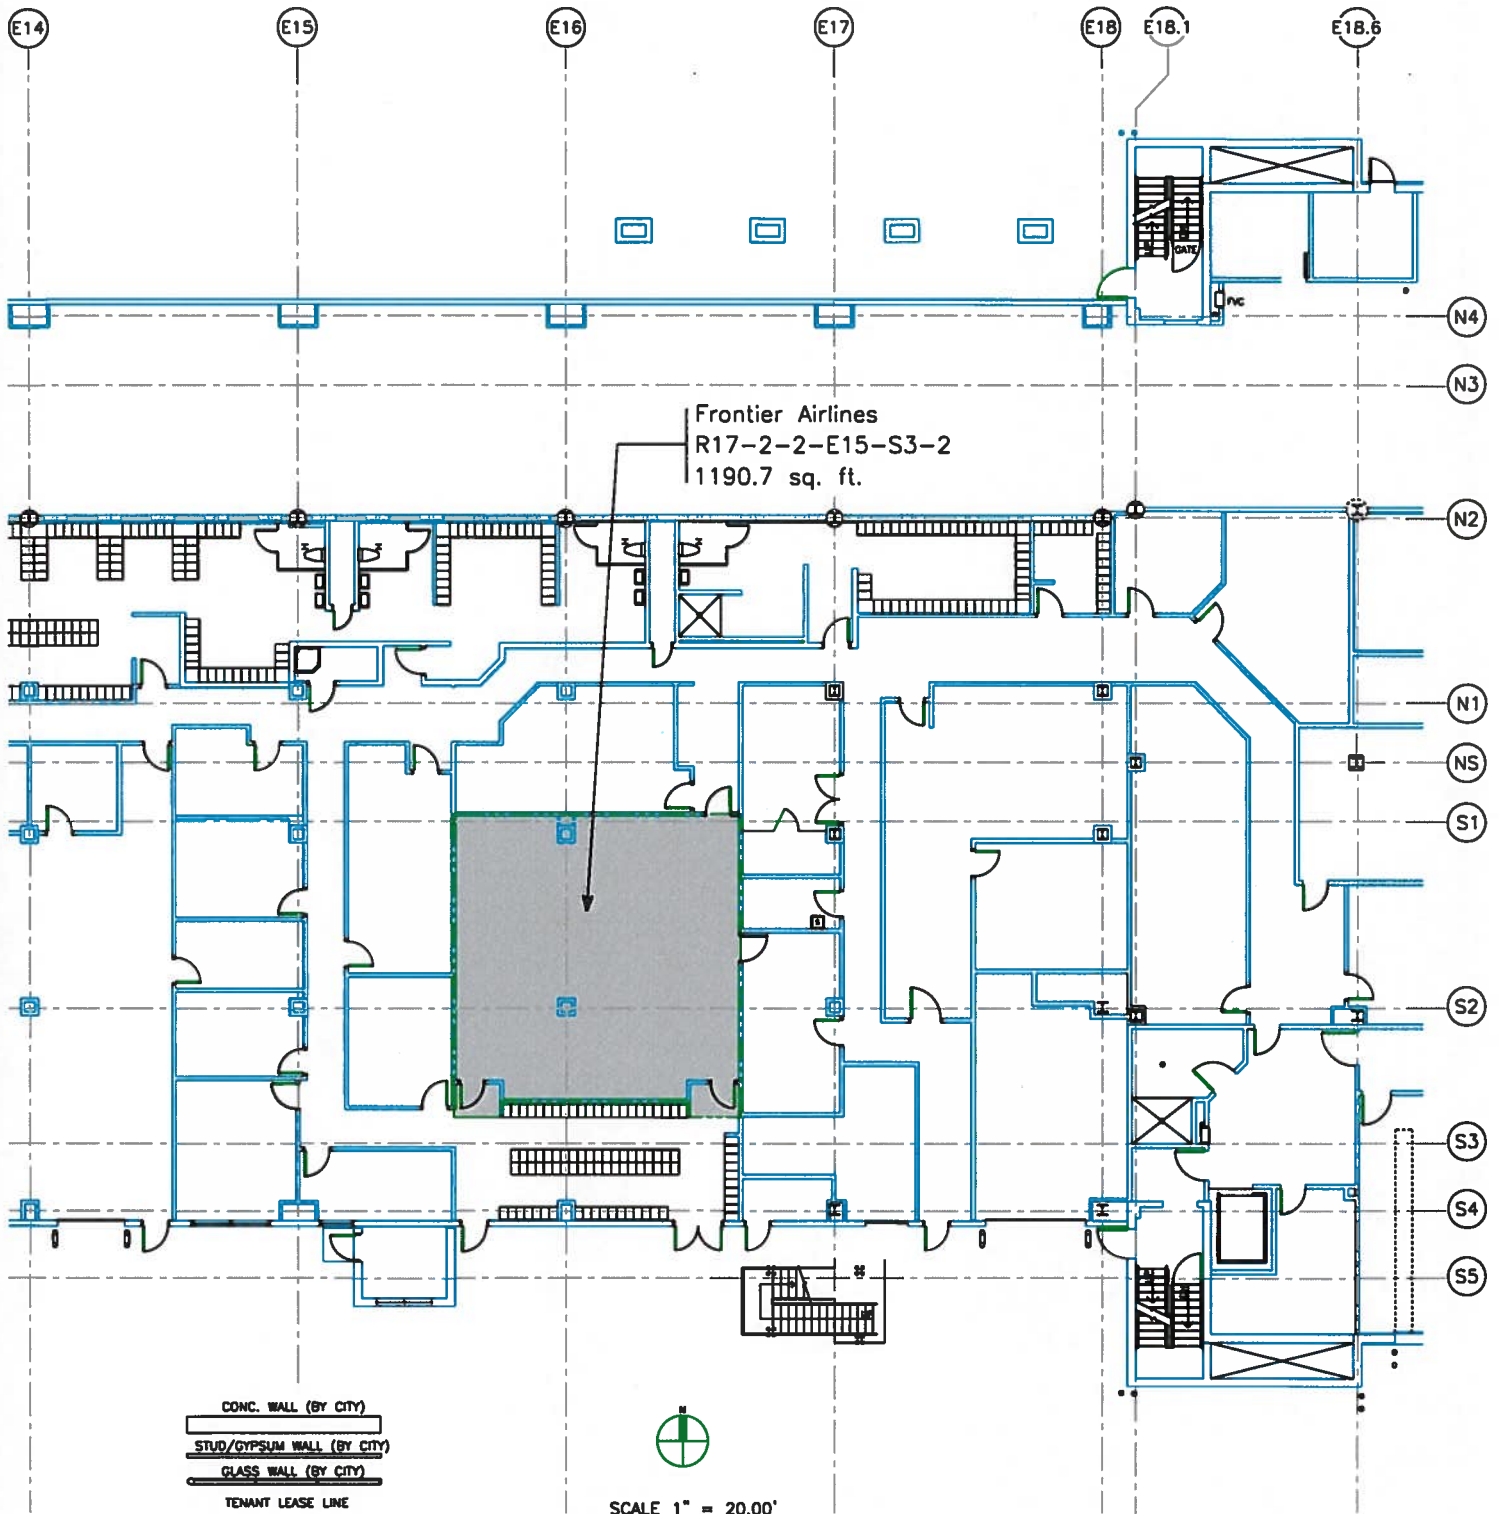 E14
E15
E16
E17
E18
E18.1
E18.6
GATE
FVC
N4
N3
Frontier Airlines
R17-2-2-E15-S3-2
1190.7 sq. ft.
N2
N1
NS
S1
S2
S3
S4
S5
CONC. WALL (BY CITY)
STUD/GYPSUM WALL (BY CITY)
GLASS WALL (BY CITY)
TENANT LEASE LINE
N
SCALE 1" = 20.00'